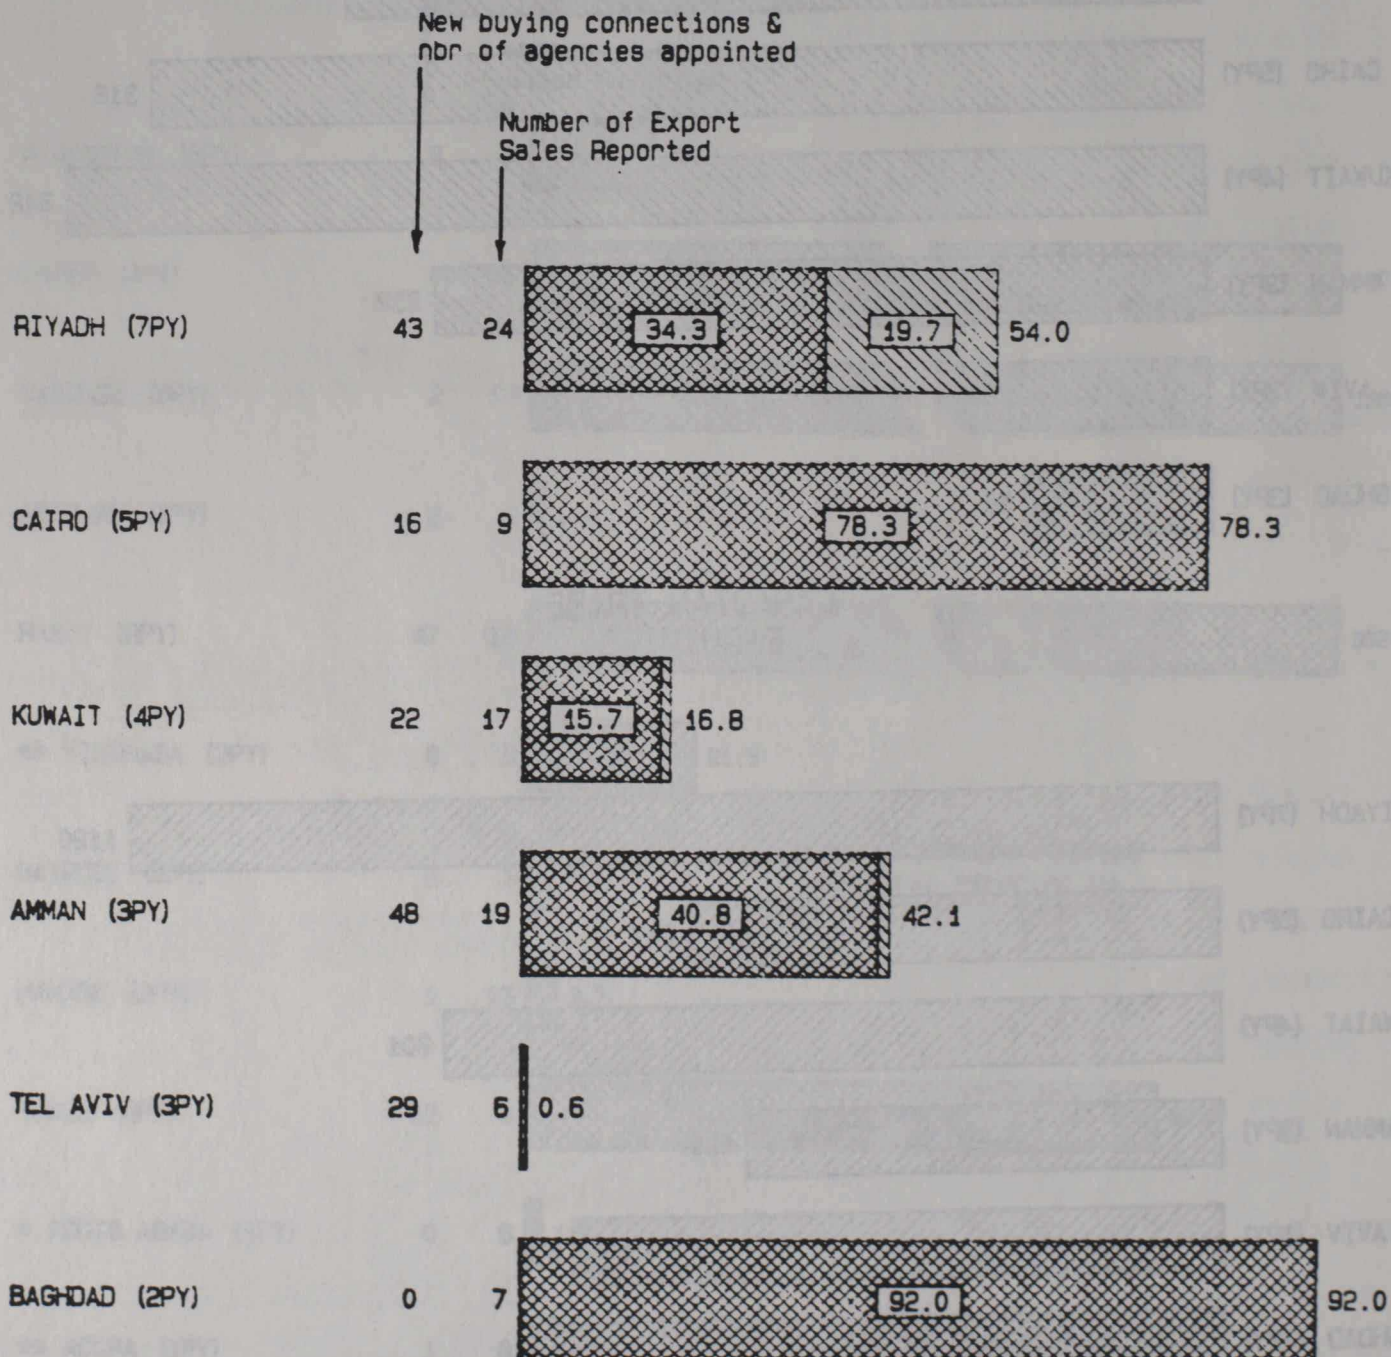 New buying connections &
nbr of agencies appointed
Number of Export
Sales Reported
RIYADH (7PY) 43 24 34.3 19.7 54.0
CAIRO (5PY) 16 9 78.3 78.3
KUWAIT (4PY) 22 17 15.7 16.8
AMMAN (3PY) 48 19 40.8 42.1
TEL AVIV (3PY) 29 6 0.6
BAGHDAD (2PY) 0 7 92.0 92.0